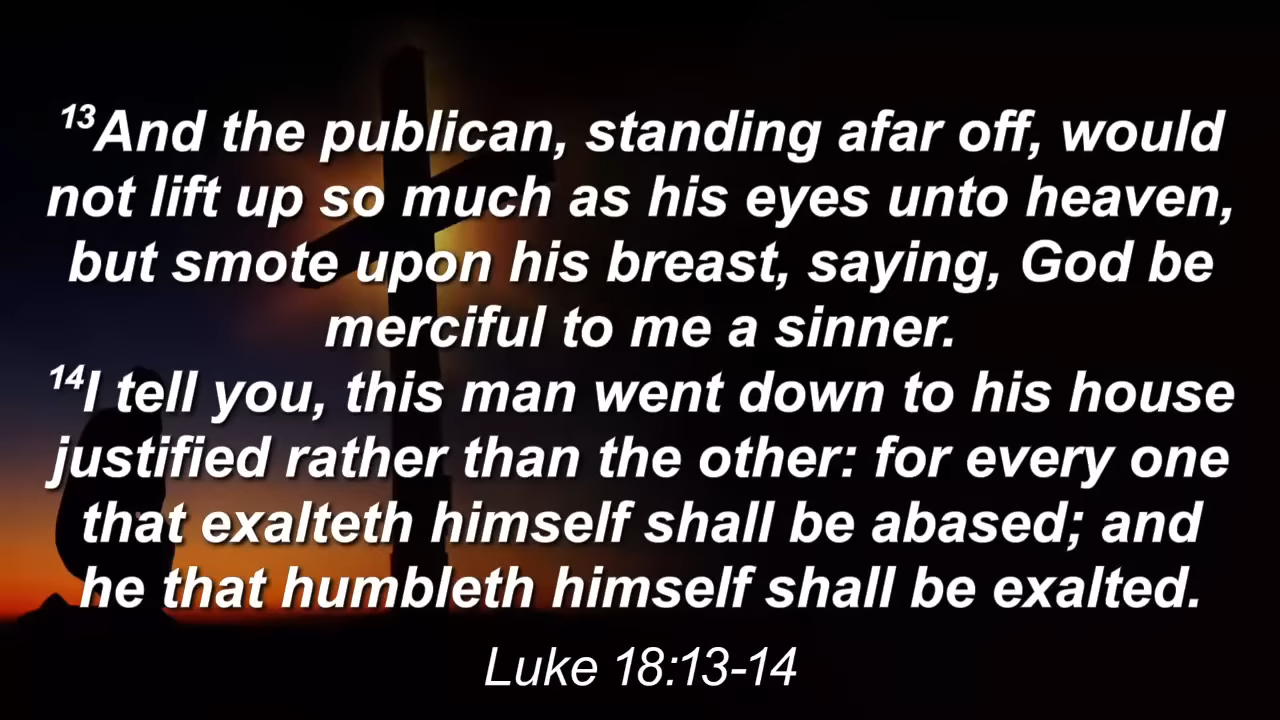 ¹³And the publican, standing afar off, would
not lift up so much as his eyes unto heaven,
but smote upon his breast, saying, God be
merciful to me a sinner.
¹⁴I tell you, this man went down to his house
justified rather than the other: for every one
that exalteth himself shall be abased; and
he that humbleth himself shall be exalted.
Luke 18:13-14